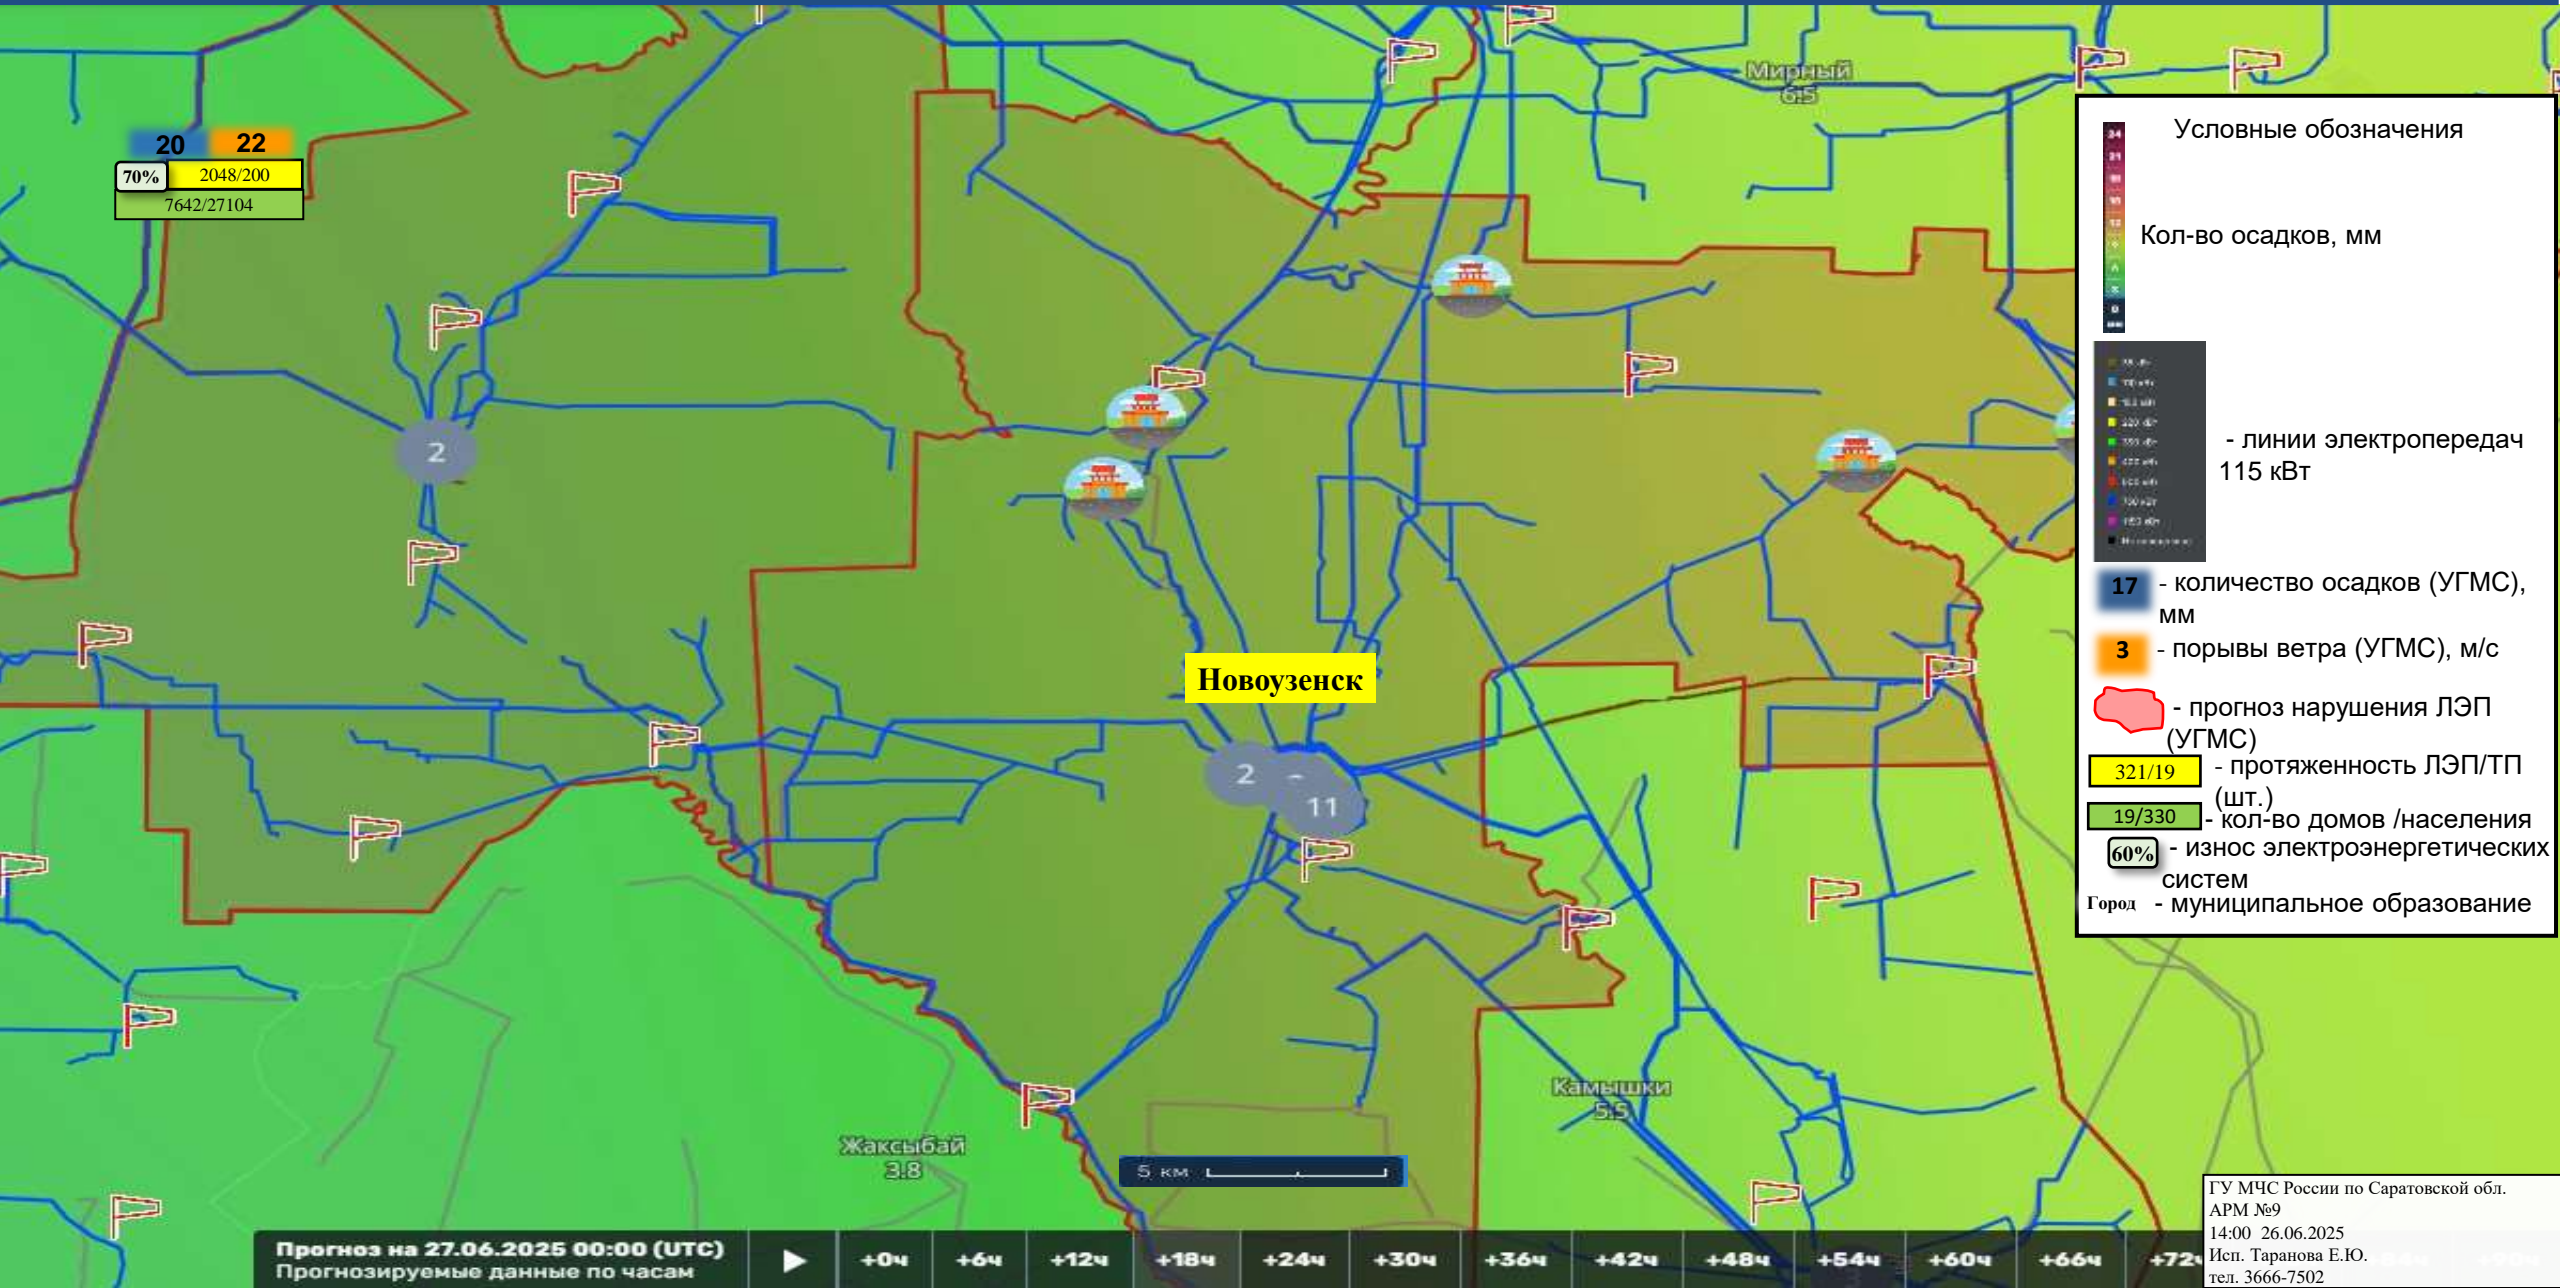 Мирный
6.5
20
22
70%
2048/200
7642/27104
2
Новоузенск
2
11
Камышки
5.5
Жаксыбай
3.8
5 км
Условные обозначения
Кол-во осадков, мм
- линии электропередач
115 кВт
17
- количество осадков (УГМС),
мм
3
- порывы ветра (УГМС), м/с
- прогноз нарушения ЛЭП
(УГМС)
321/19
- протяженность ЛЭП/ТП
(шт.)
19/330
- кол-во домов /населения
60%
- износ электроэнергетических
систем
Город
- муниципальное образование
Прогноз на 27.06.2025 00:00 (UTC)
Прогнозируемые данные по часам
+0ч +6ч +12ч +18ч +24ч +30ч +36ч +42ч +48ч +54ч +60ч +66ч +72ч
ГУ МЧС России по Саратовской обл.
АРМ №9
14:00 26.06.2025
Исп. Таранова Е.Ю.
тел. 3666-7502